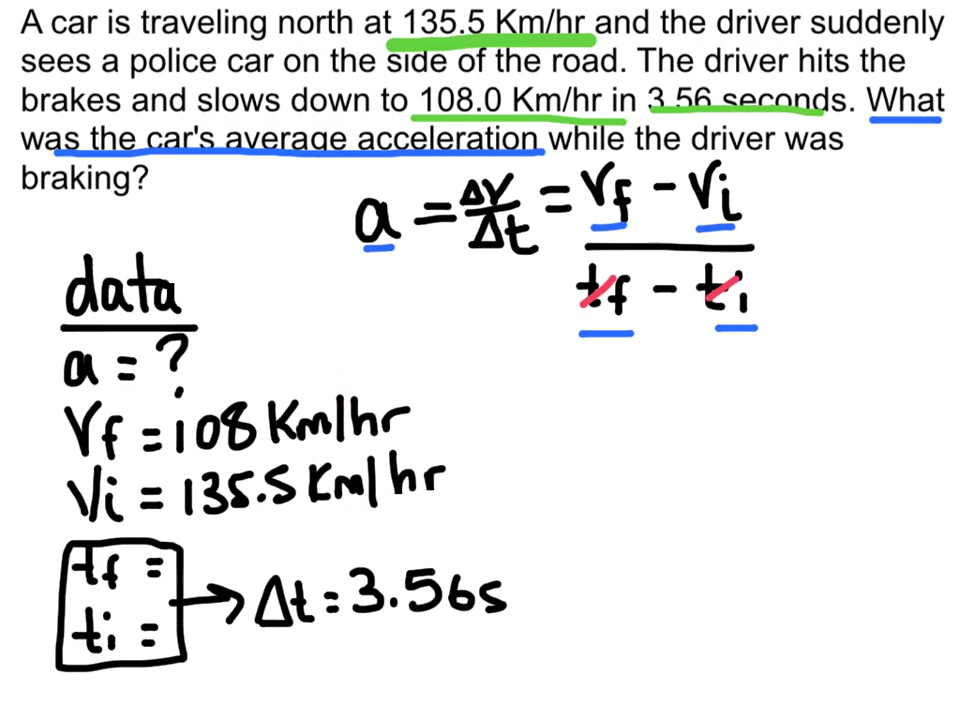 A car is traveling north at 135.5 Km/hr and the driver suddenly
sees a police car on the side of the road. The driver hits the
brakes and slows down to 108.0 Km/hr in 3.56 seconds. What
was the car's average acceleration while the driver was
braking?
a = ΔV/Δt = Vf - Vi / tf - ti
data
a = ?
Vf = 108 Km/hr
Vi = 135.5 Km/hr
tf =
ti =
→ Δt = 3.56s